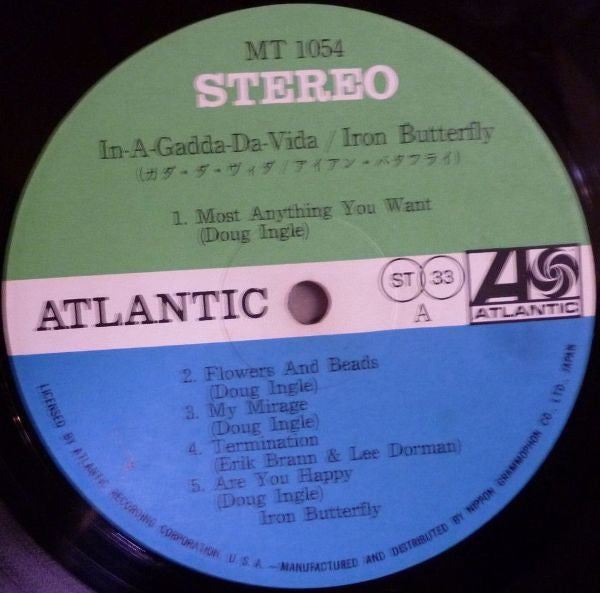 MT 1054
STEREO
In-A-Gadda-Da-Vida / Iron Butterfly
(ガダ・ダ・ヴィダ/アイアン・バタフライ)
1. Most Anything You Want
(Doug Ingle)
ATLANTIC
ST 33
A
ATLANTIC
2. Flowers And Beads
(Doug Ingle)
3. My Mirage
(Doug Ingle)
4. Termination
(Erik Brann & Lee Dorman)
5. Are You Happy
(Doug Ingle)
Iron Butterfly
LICENSED BY ATLANTIC RECORDING CORPORATION U.S.A.—MANUFACTURED AND DISTRIBUTED BY NIPPON GRAMMOPHON CO., LTD., JAPAN